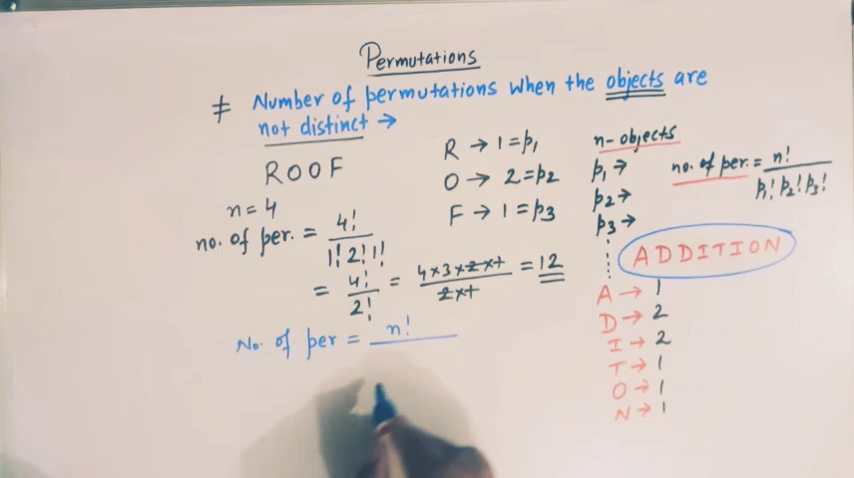 Permutations
≠ Number of permutations when the objects are
not distinct →
ROOF
n = 4
no. of per. = 4!
1! 2! 1!
= 4! / 2! = 4×3×2×1 / 2×1 = 12
R → 1 = p1
O → 2 = p2
F → 1 = p3
n-objects
p1 →
p2 →
p3 →
no. of per. = n!
p1! p2! p3!
ADDITION
A → 1
D → 2
I → 2
T → 1
O → 1
N → 1
No. of per = n!